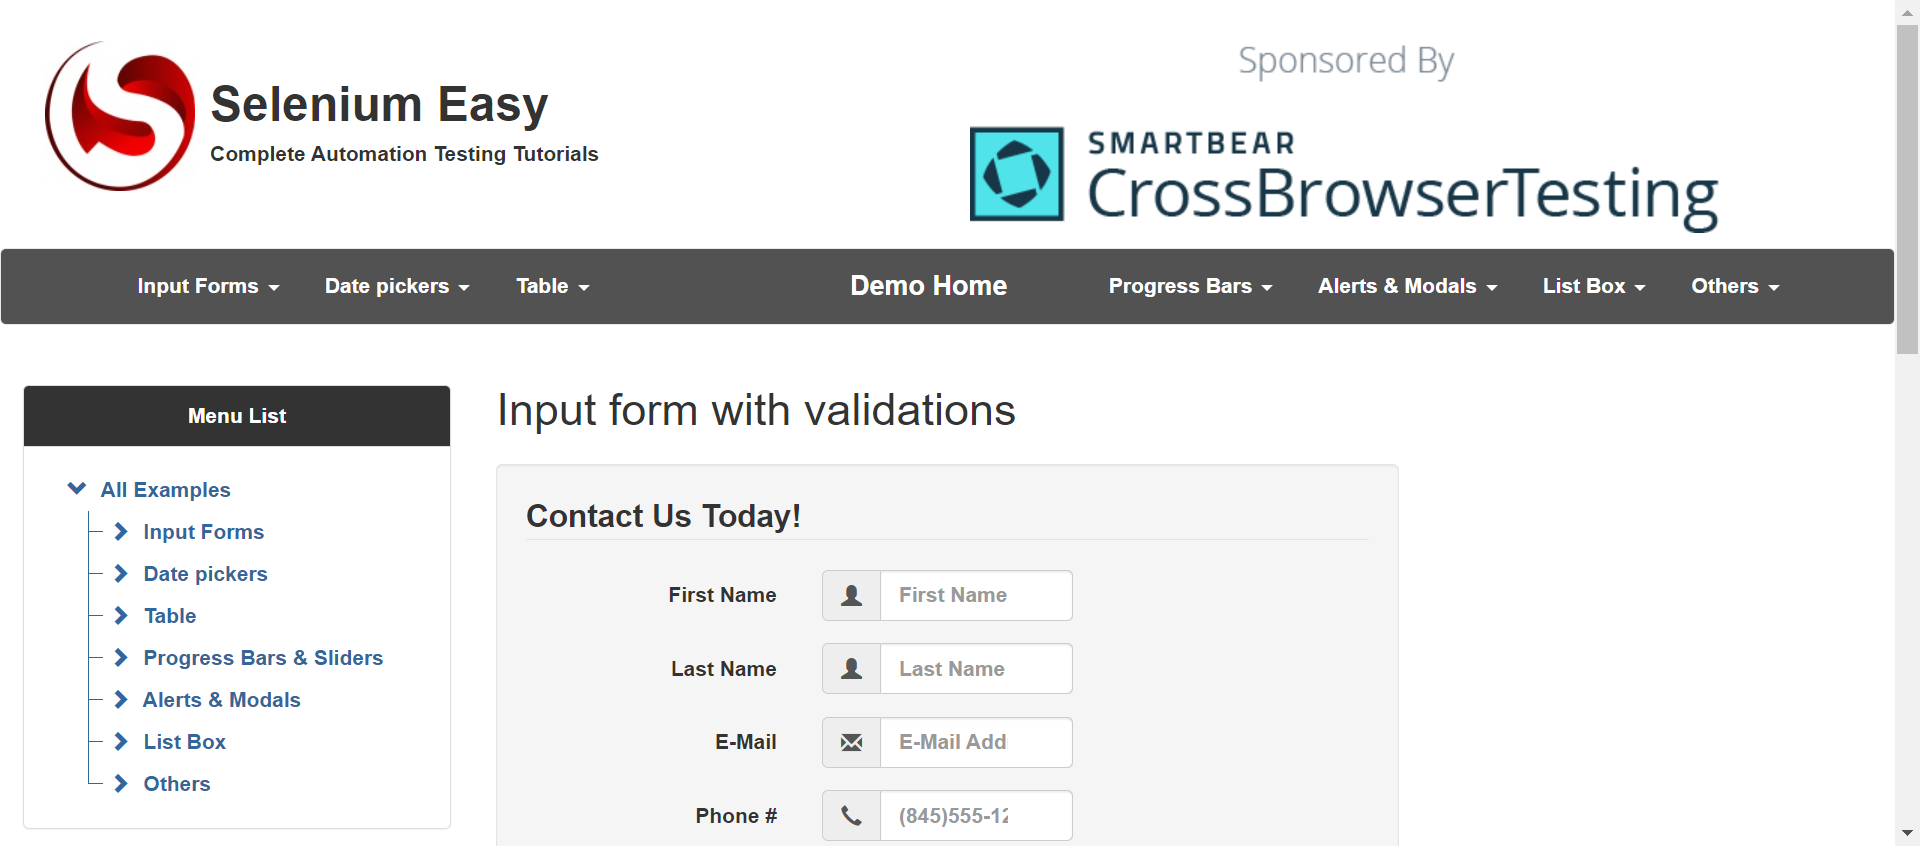 Selenium Easy
Complete Automation Testing Tutorials
Sponsored By
SMARTBEAR
CrossBrowserTesting
Input Forms Date pickers Table Demo Home Progress Bars Alerts & Modals List Box Others
Menu List
All Examples
Input Forms
Date pickers
Table
Progress Bars & Sliders
Alerts & Modals
List Box
Others
Input form with validations
Contact Us Today!
First Name First Name
Last Name Last Name
E-Mail E-Mail Add
Phone # (845)555-12